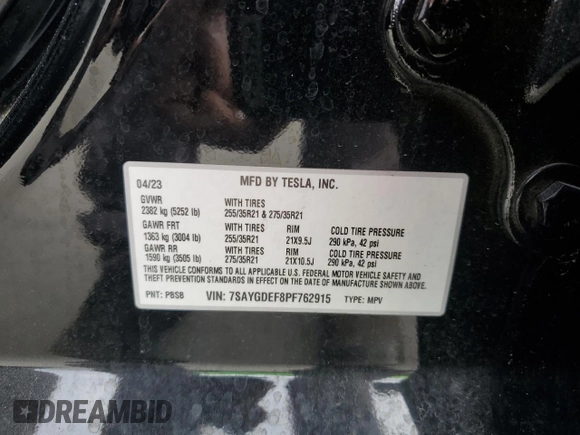 04/23 MFD BY TESLA, INC.
GVWR WITH TIRES
2382 kg (5252 lb) 255/35R21 & 275/35R21
GAWR FRT WITH TIRES RIM COLD TIRE PRESSURE
1363 kg (3004 lb) 255/35R21 21X9.5J 290 kPa, 42 psi
GAWR RR WITH TIRES RIM COLD TIRE PRESSURE
1590 kg (3505 lb) 275/35R21 21X10.5J 290 kPa, 42 psi
THIS VEHICLE CONFORMS TO ALL APPLICABLE U.S. FEDERAL MOTOR VEHICLE SAFETY AND
THEFT PREVENTION STANDARDS IN EFFECT ON THE DATE OF MANUFACTURE SHOWN ABOVE.
PNT: PBSB VIN: 7SAYGDEF8PF762915 TYPE: MPV
DREAMBID